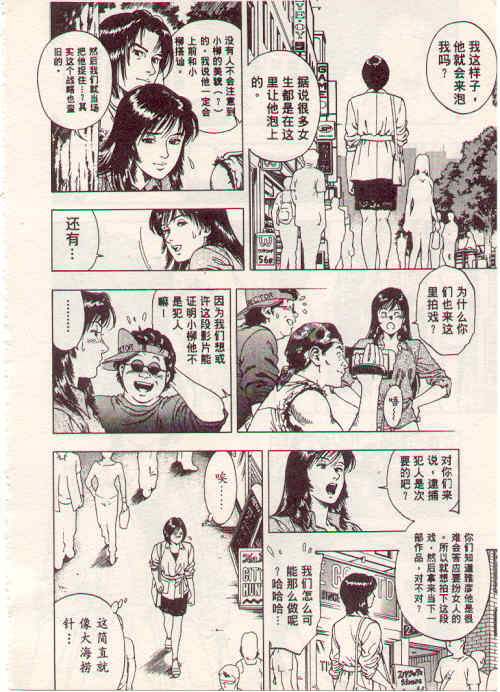 我这样子，
他就会来泡
我吗？
据说很多女
生都是在这
里让他泡上
的。
没有人不会注意到
小柳的美貌（？）
的。我说他一定会
上前和小
柳搭讪。
然后我们就当场
把他捉住…？其
实这个战略也蛮
旧的。
还有…
为什么你
们也来这
里拍戏？
嘻～
因为我们想或
许这段影片能
证明小柳他不
是犯人
嘛！
………
对你们来
说，逮捕
犯人是次
要的吧？
你们知道雅彦他是很
难会答应要扮女人的
。所以就想拍下这段
戏，然后拿来当下一
部作品，对不对？
我们怎么可
能那么做呢
？哈哈哈…
唉…
这简直就
像大海捞
针…
GAME
W
56
CITY
HUNT